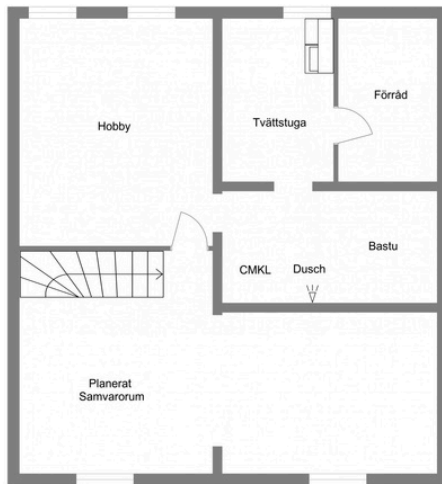 Förråd
Tvättstuga
Hobby
Bastu
CMKL
Dusch
Planerat
Samvarorum